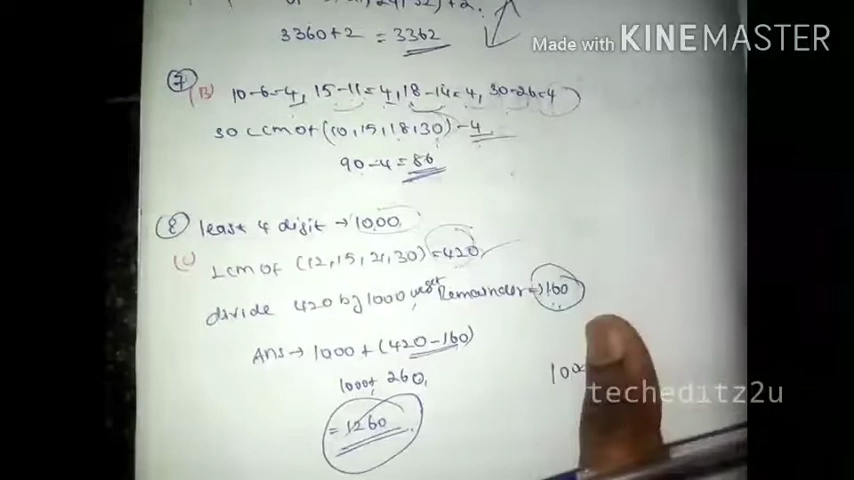 3360+2 = 3362
Made with KINEMASTER
7
(B) 10-6=4, 15-11=4, 18-14=4, 30-26=4
so LCM of (10,15,18,30) -4
90-4=86
8 least 4 digit → 1000
(C) LCM of (12,15,21,30) =420
divide 420 by 1000 we get Remainder =) 160
Ans → 1000 + (420-160)
1000+ 260
= 1260
techeditz2u